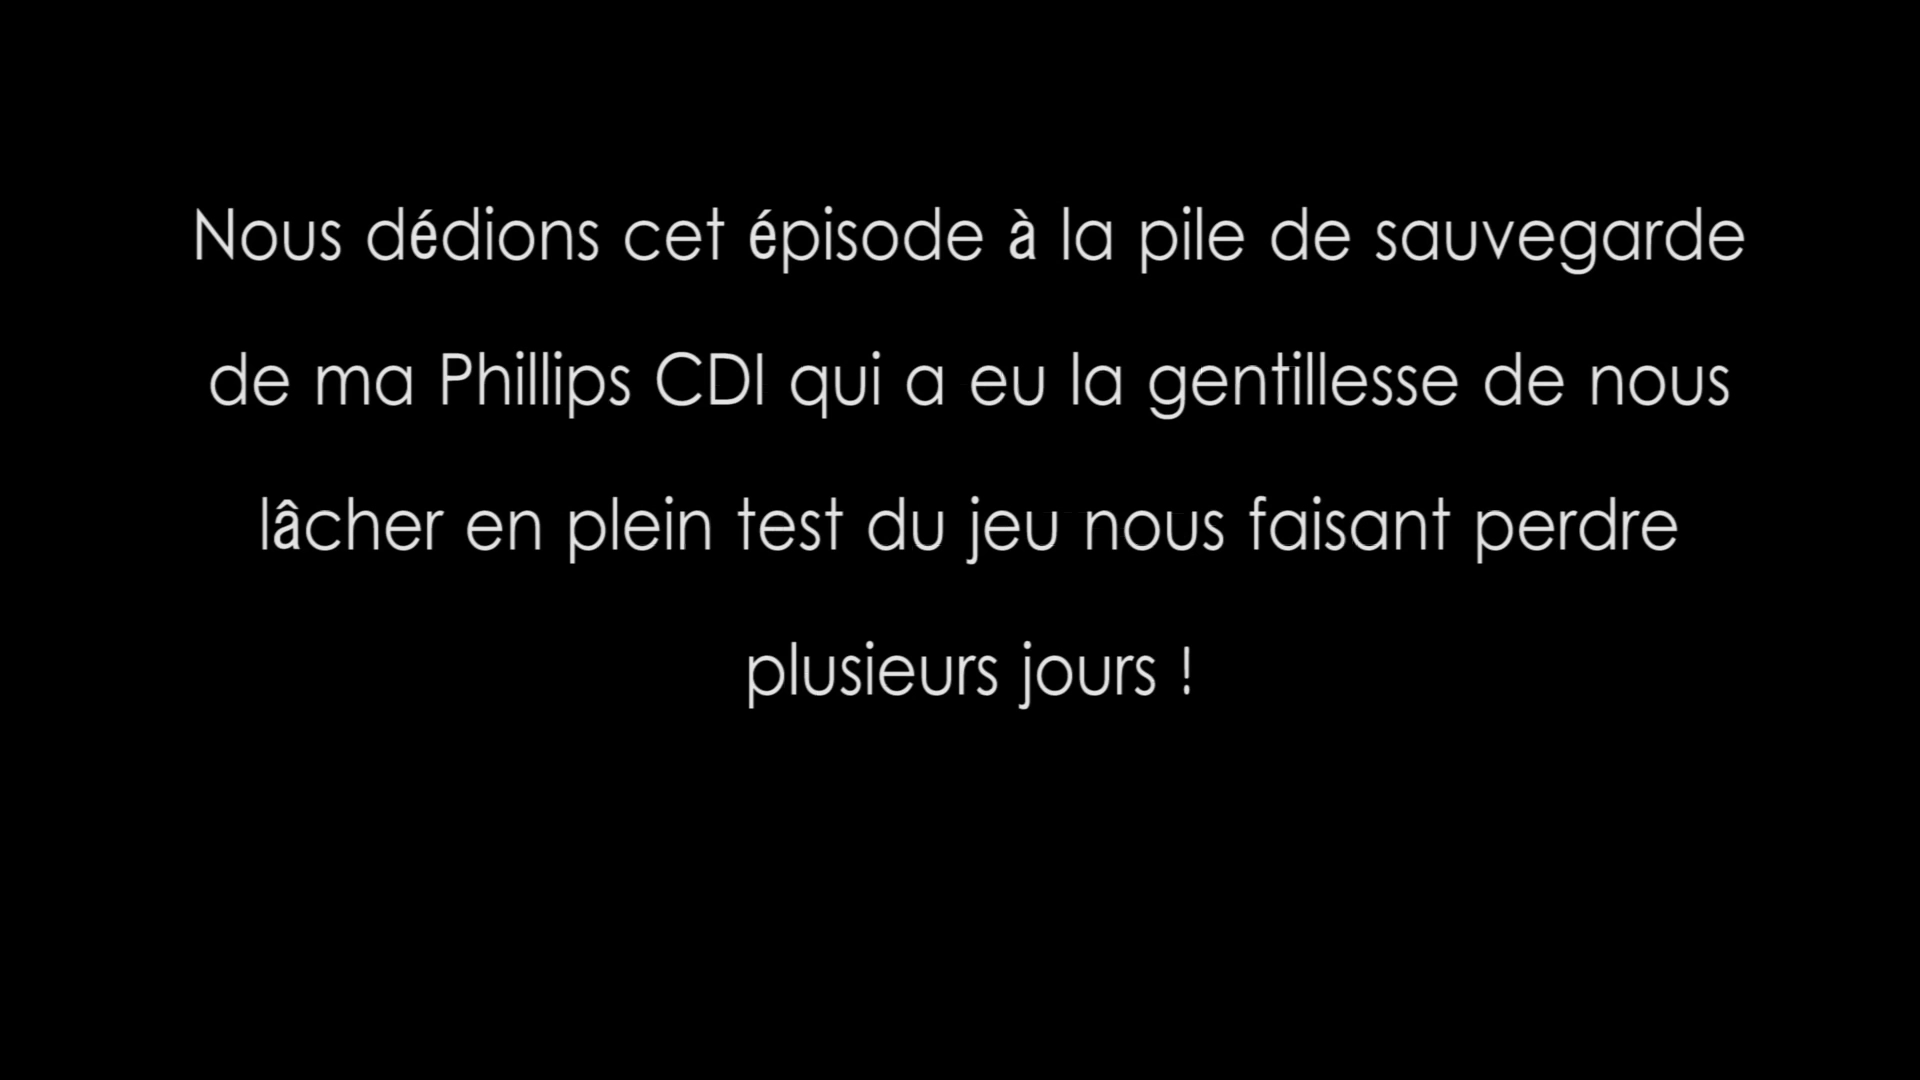 Nous dédions cet épisode à la pile de sauvegarde
de ma Phillips CDI qui a eu la gentillesse de nous
lâcher en plein test du jeu nous faisant perdre
plusieurs jours !